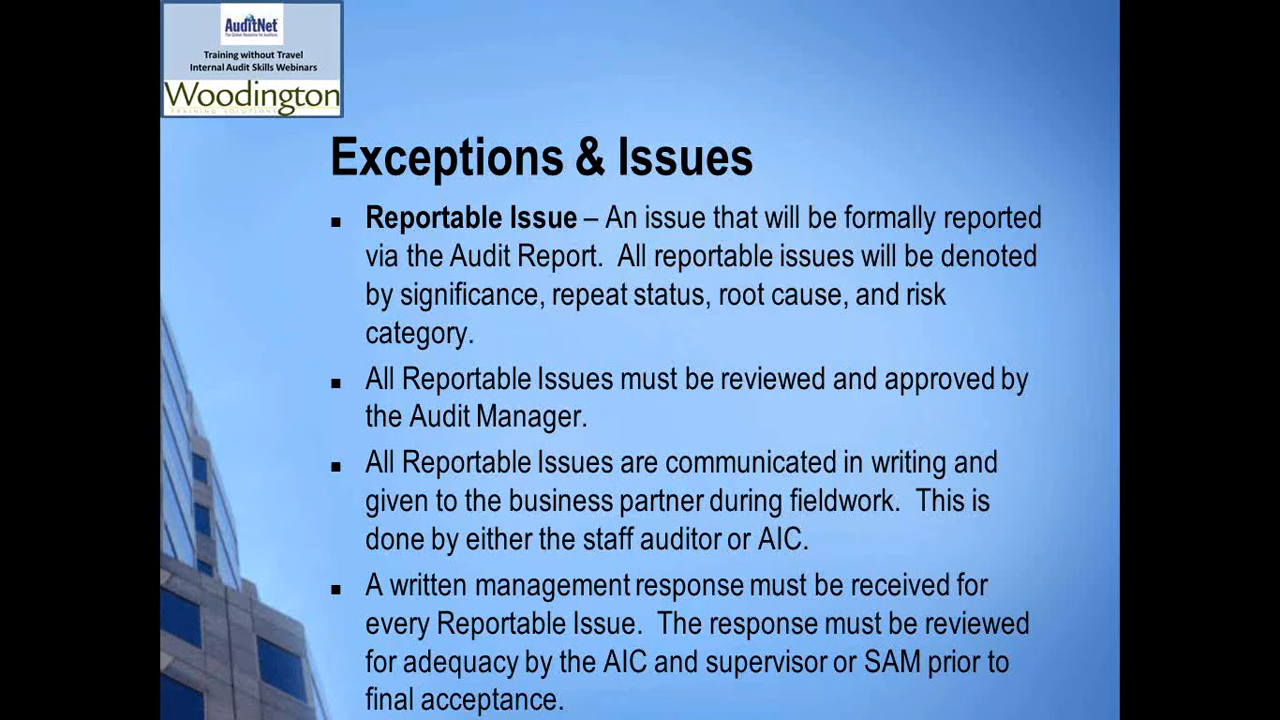 AuditNet
Training without Travel
Internal Audit Skills Webinars
Woodington
TRAINING SOLUTIONS
Exceptions & Issues
▪ Reportable Issue – An issue that will be formally reported
via the Audit Report. All reportable issues will be denoted
by significance, repeat status, root cause, and risk
category.
▪ All Reportable Issues must be reviewed and approved by
the Audit Manager.
▪ All Reportable Issues are communicated in writing and
given to the business partner during fieldwork. This is
done by either the staff auditor or AIC.
▪ A written management response must be received for
every Reportable Issue. The response must be reviewed
for adequacy by the AIC and supervisor or SAM prior to
final acceptance.